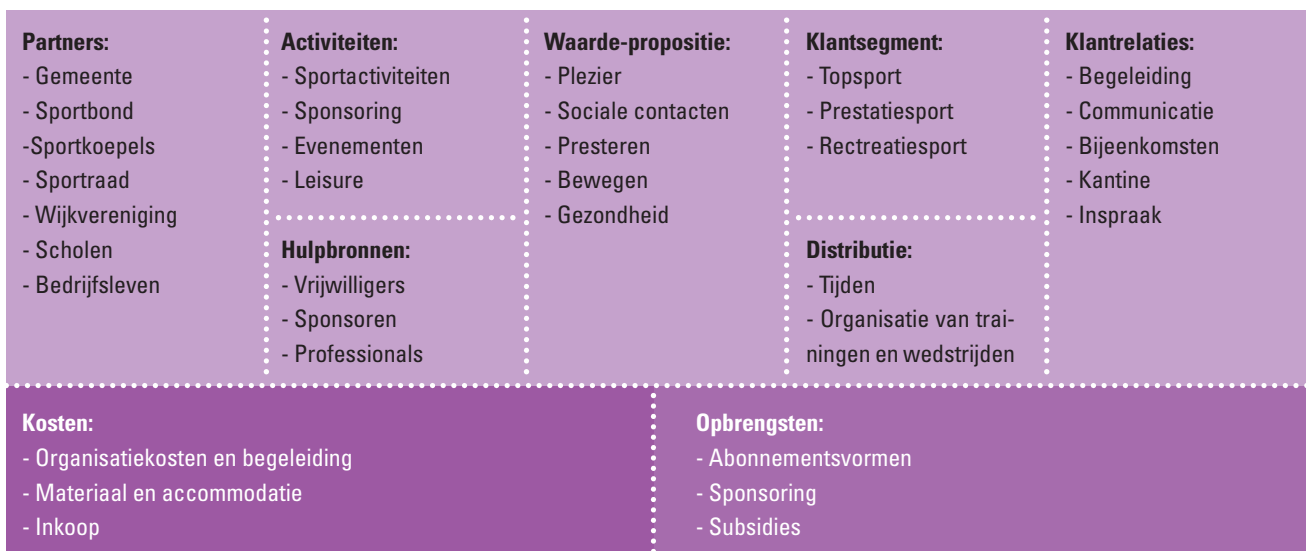 Partners:
- Gemeente
- Sportbond
-Sportkoepels
- Sportraad
- Wijkvereniging
- Scholen
- Bedrijfsleven
Activiteiten:
- Sportactiviteiten
- Sponsoring
- Evenementen
- Leisure
Hulpbronnen:
- Vrijwilligers
- Sponsoren
- Professionals
Waarde-propositie:
- Plezier
- Sociale contacten
- Presteren
- Bewegen
- Gezondheid
Klantsegment:
- Topsport
- Prestatiesport
- Rectreatiesport
Distributie:
- Tijden
- Organisatie van trai-
ningen en wedstrijden
Klantrelaties:
- Begeleiding
- Communicatie
- Bijeenkomsten
- Kantine
- Inspraak
Kosten:
- Organisatiekosten en begeleiding
- Materiaal en accommodatie
- Inkoop
Opbrengsten:
- Abonnementsvormen
- Sponsoring
- Subsidies